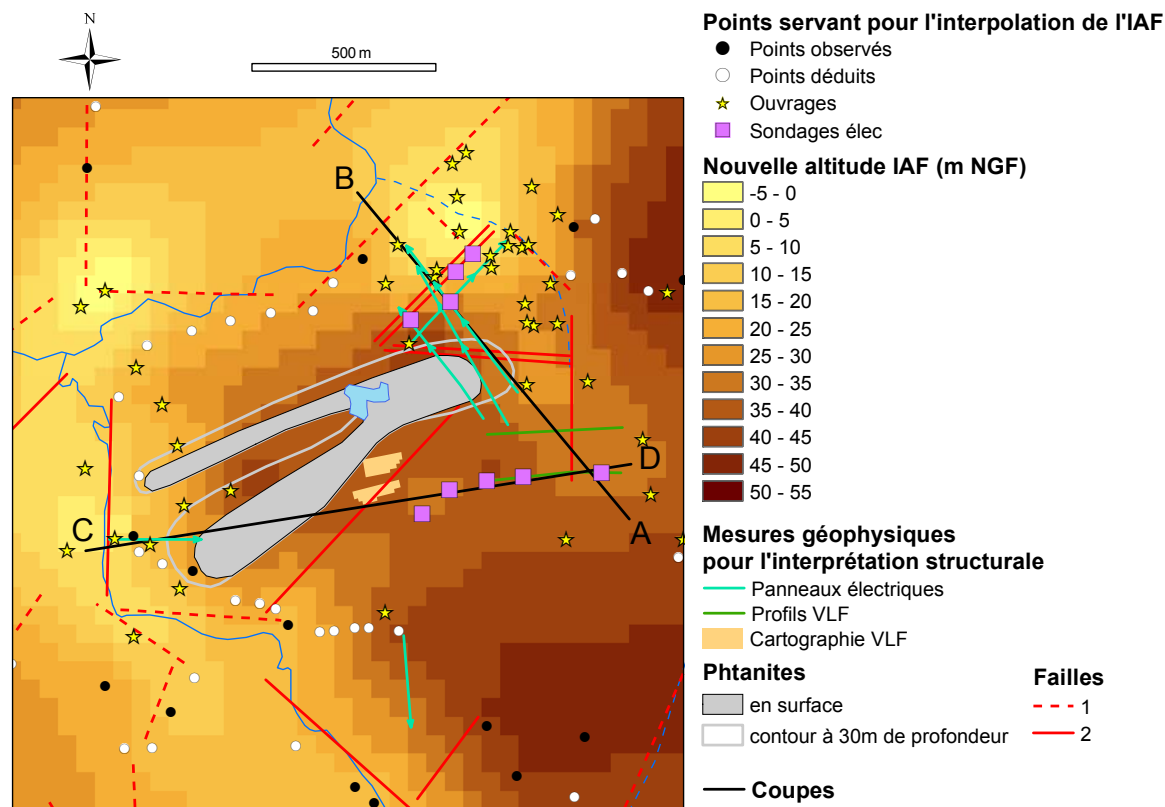 N
500 m
B
D
C
A
Points servant pour l'interpolation de l'IAF
Points observés
Points déduits
Ouvrages
Sondages élec
Nouvelle altitude IAF (m NGF)
-5 - 0
0 - 5
5 - 10
10 - 15
15 - 20
20 - 25
25 - 30
30 - 35
35 - 40
40 - 45
45 - 50
50 - 55
Mesures géophysiques
pour l'interprétation structurale
Panneaux électriques
Profils VLF
Cartographie VLF
Phtanites
en surface
contour à 30m de profondeur
Failles
1
2
Coupes